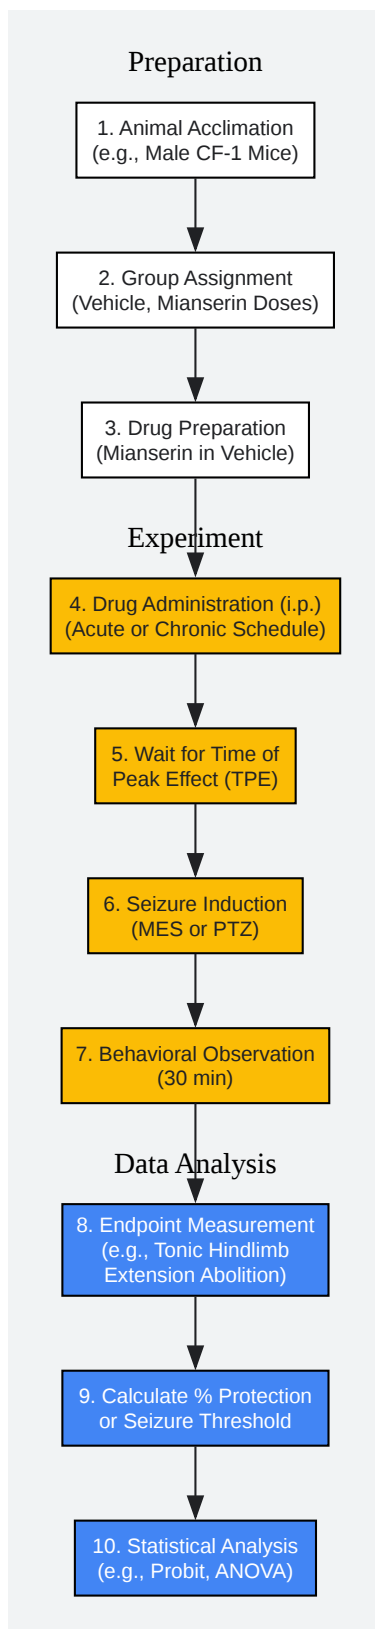 Preparation
1. Animal Acclimation
(e.g., Male CF-1 Mice)
2. Group Assignment
(Vehicle, Mianserin Doses)
3. Drug Preparation
(Mianserin in Vehicle)
Experiment
4. Drug Administration (i.p.)
(Acute or Chronic Schedule)
5. Wait for Time of
Peak Effect (TPE)
6. Seizure Induction
(MES or PTZ)
7. Behavioral Observation
(30 min)
Data Analysis
8. Endpoint Measurement
(e.g., Tonic Hindlimb
Extension Abolition)
9. Calculate % Protection
or Seizure Threshold
10. Statistical Analysis
(e.g., Probit, ANOVA)